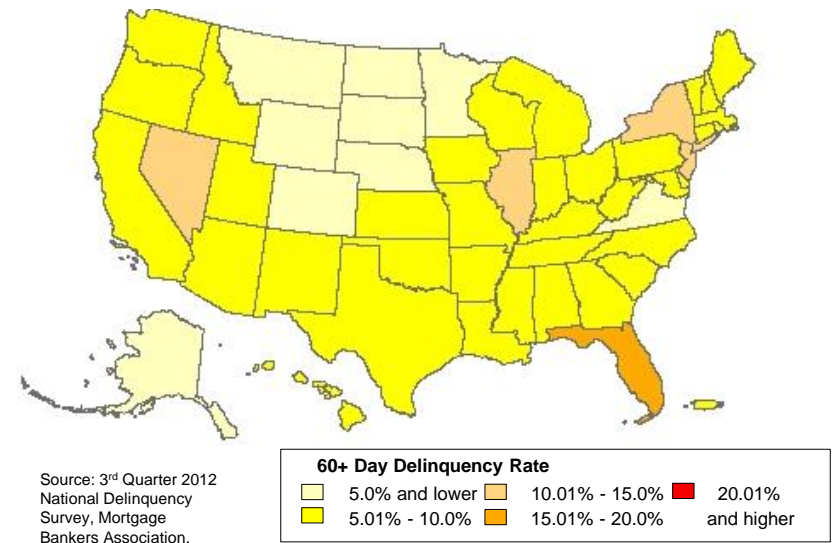 Source: 3rd Quarter 2012
National Delinquency
Survey, Mortgage
Bankers Association.
60+ Day Delinquency Rate
5.0% and lower 10.01% - 15.0% 20.01%
5.01% - 10.0% 15.01% - 20.0% and higher